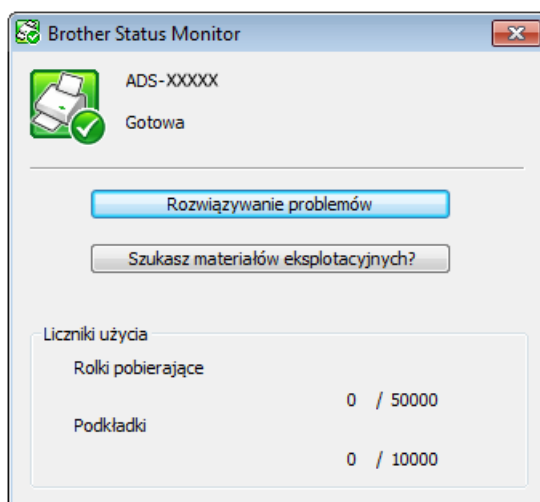 Brother Status Monitor
ADS-XXXXX
Gotowa
Rozwiązywanie problemów
Szukasz materiałów eksplotacyjnych?
Liczniki użycia
Rolki pobierające
0 / 50000
Podkładki
0 / 10000